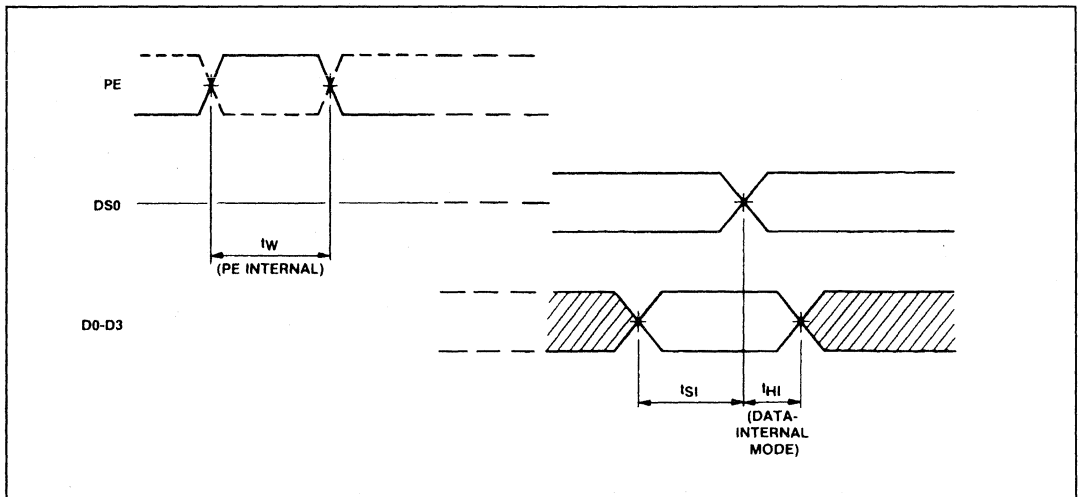 PE
DS0
tW
(PE INTERNAL)
D0-D3
tSI
tHI
(DATA-
INTERNAL
MODE)